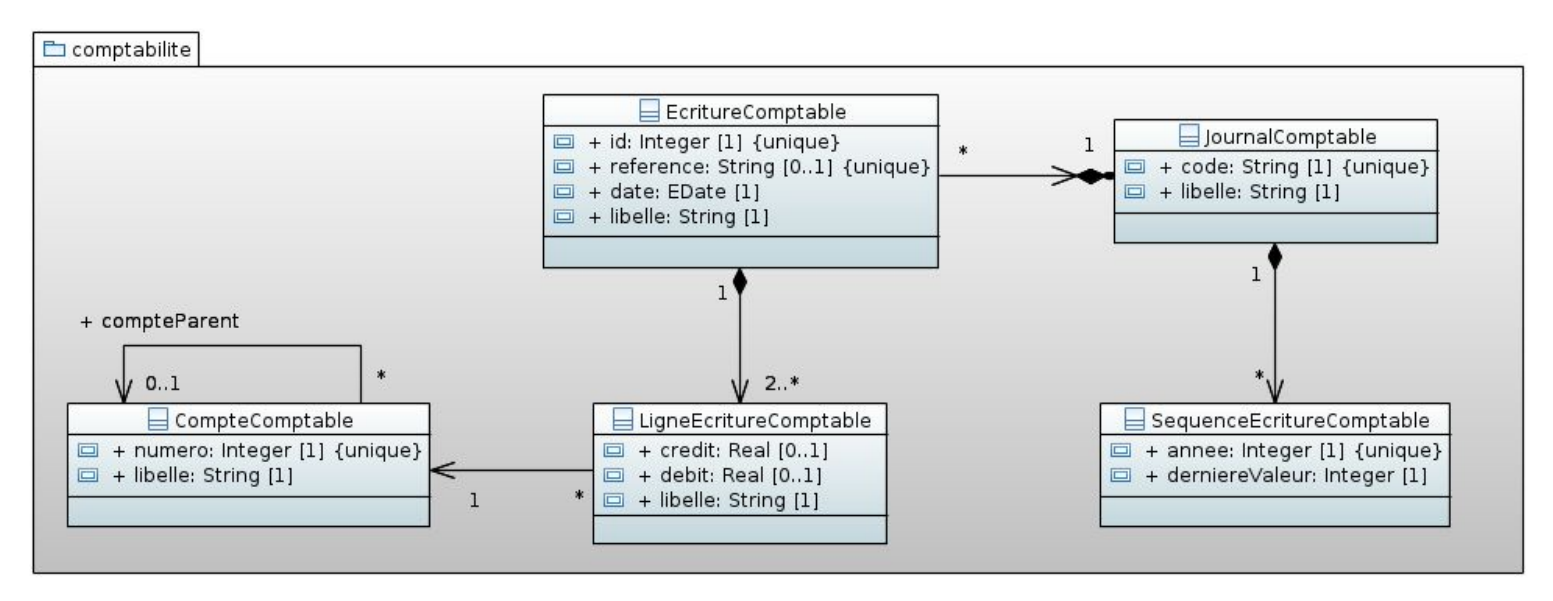 comptabilite
EcritureComptable
+ id: Integer [1] {unique}
+ reference: String [0..1] {unique}
+ date: EDate [1]
+ libelle: String [1]
*
1
JournalComptable
+ code: String [1] {unique}
+ libelle: String [1]
1
2..*
1
*
+ compteParent
0..1
*
CompteComptable
+ numero: Integer [1] {unique}
+ libelle: String [1]
1
*
LigneEcritureComptable
+ credit: Real [0..1]
+ debit: Real [0..1]
+ libelle: String [1]
SequenceEcritureComptable
+ annee: Integer [1] {unique}
+ derniereValeur: Integer [1]